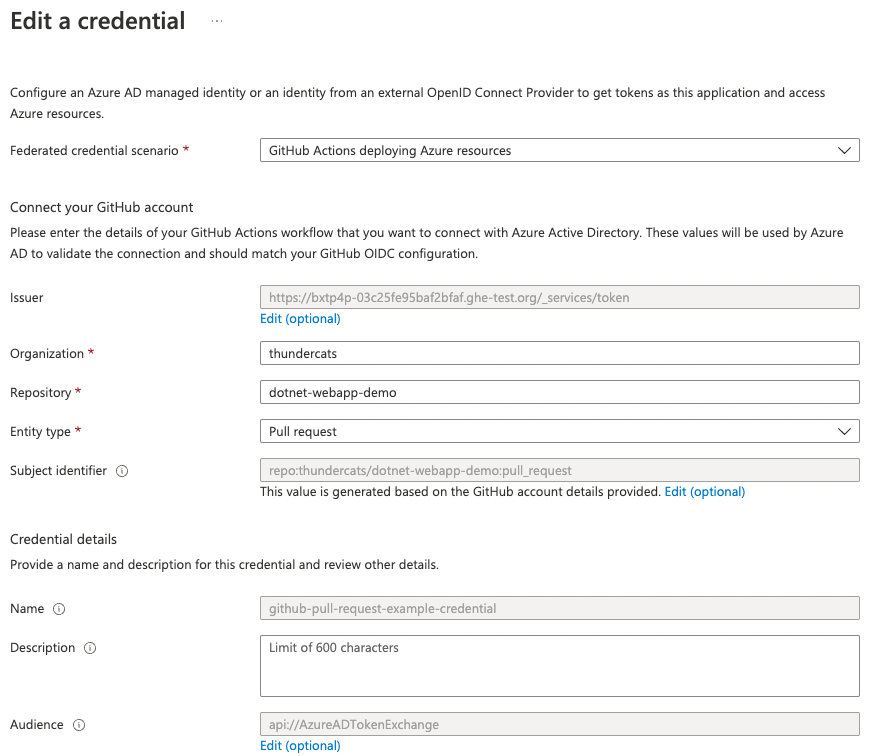 Edit a credential ...
Configure an Azure AD managed identity or an identity from an external OpenID Connect Provider to get tokens as this application and access
Azure resources.
Federated credential scenario *
GitHub Actions deploying Azure resources
Connect your GitHub account
Please enter the details of your GitHub Actions workflow that you want to connect with Azure Active Directory. These values will be used by Azure
AD to validate the connection and should match your GitHub OIDC configuration.
Issuer
https://bxtp4p-03c25fe95baf2bfaf.ghe-test.org/_services/token
Edit (optional)
Organization *
thundercats
Repository *
dotnet-webapp-demo
Entity type *
Pull request
Subject identifier
repo:thundercats/dotnet-webapp-demo:pull_request
This value is generated based on the GitHub account details provided. Edit (optional)
Credential details
Provide a name and description for this credential and review other details.
Name
github-pull-request-example-credential
Description
Limit of 600 characters
Audience
api://AzureADTokenExchange
Edit (optional)